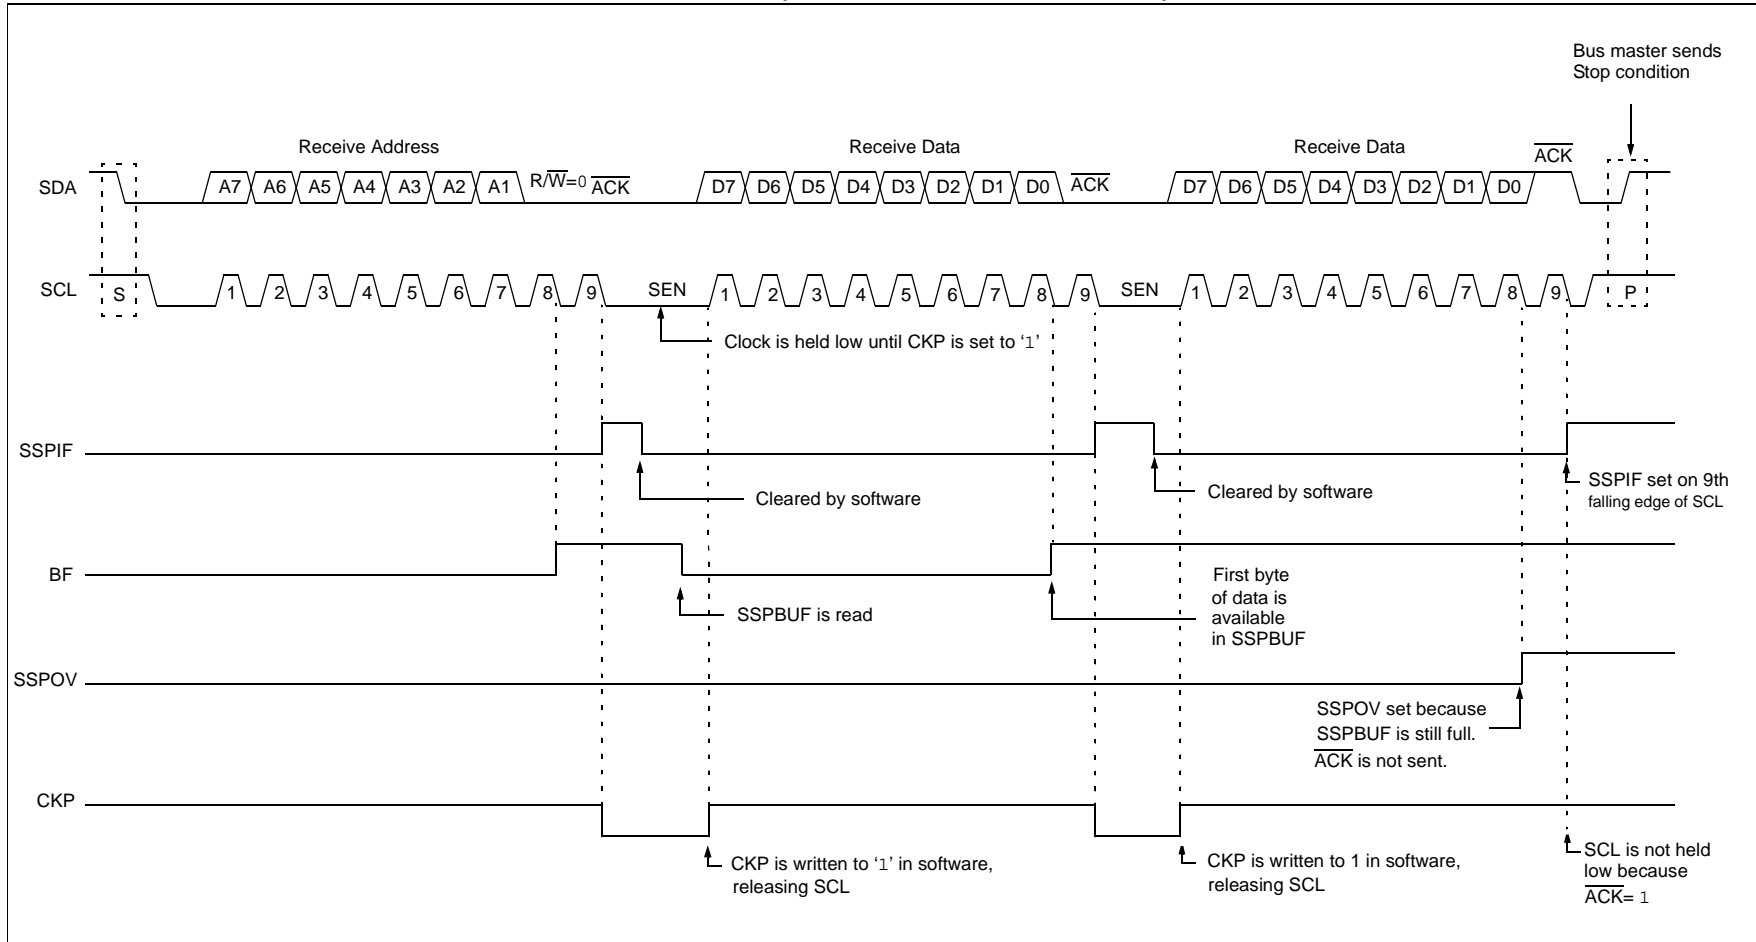 Bus master sends
Stop condition
Receive Address
Receive Data
Receive Data
ACK
SDA
A7 A6 A5 A4 A3 A2 A1 R/W=0 ACK
D7 D6 D5 D4 D3 D2 D1 D0 ACK
D7 D6 D5 D4 D3 D2 D1 D0
SCL
S 1 2 3 4 5 6 7 8 9 SEN 1 2 3 4 5 6 7 8 9 SEN 1 2 3 4 5 6 7 8 9 P
Clock is held low until CKP is set to ‘1’
SSPIF
Cleared by software
Cleared by software
SSPIF set on 9th
falling edge of SCL
BF
SSPBUF is read
First byte
of data is
available
in SSPBUF
SSPOV
SSPOV set because
SSPBUF is still full.
ACK is not sent.
CKP
CKP is written to ‘1’ in software,
releasing SCL
CKP is written to 1 in software,
releasing SCL
SCL is not held
low because
ACK= 1